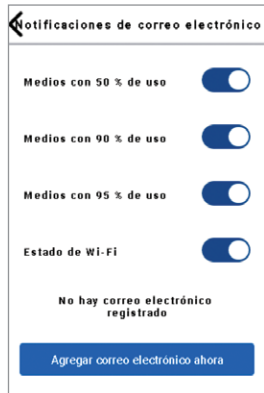 Notificaciones de correo electrónico
Medios con 50 % de uso
Medios con 90 % de uso
Medios con 95 % de uso
Estado de Wi-Fi
No hay correo electrónico
registrado
Agregar correo electrónico ahora